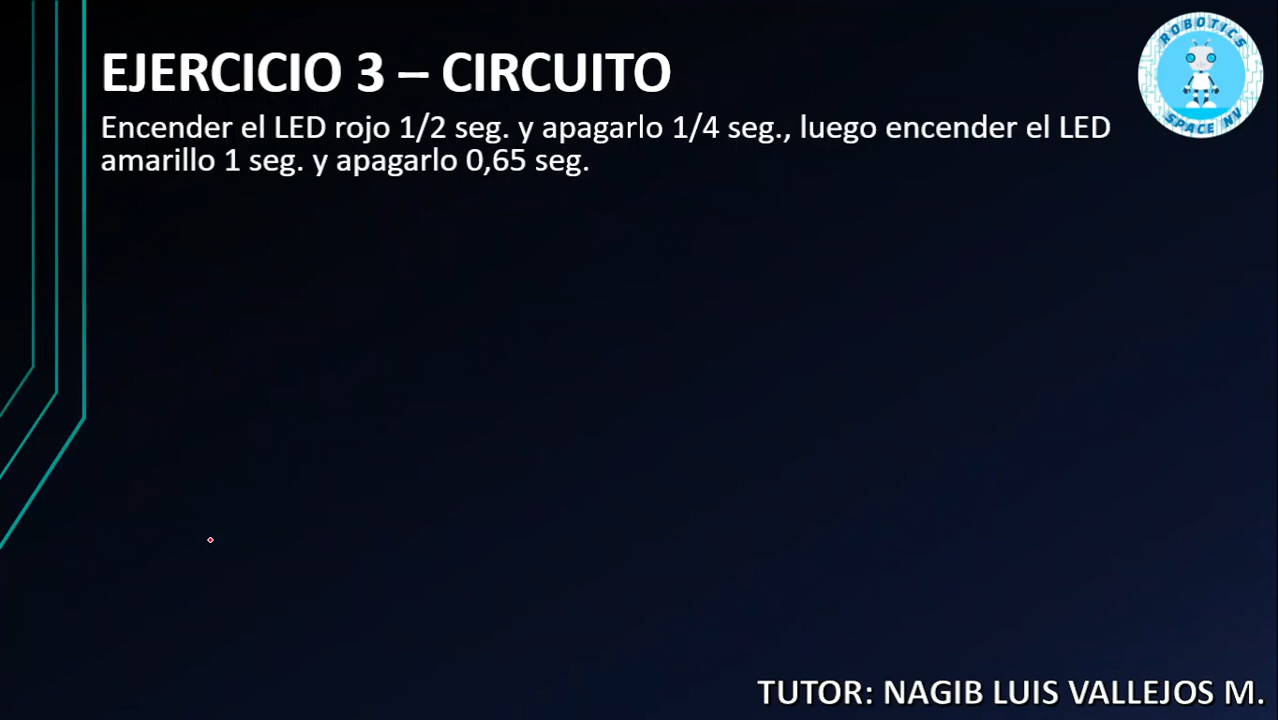 EJERCICIO 3 – CIRCUITO
Encender el LED rojo 1/2 seg. y apagarlo 1/4 seg., luego encender el LED
amarillo 1 seg. y apagarlo 0,65 seg.
ROBOTICS
SPACE NV
TUTOR: NAGIB LUIS VALLEJOS M.